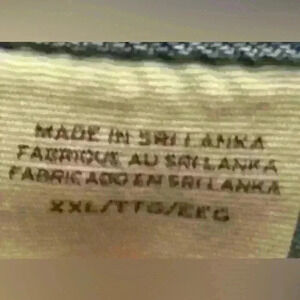 MADE IN SRI LANKA
FABRIQUE AU SRI LANKA
FABRICADO EN SRI LANKA
XXL/TTG/EEG